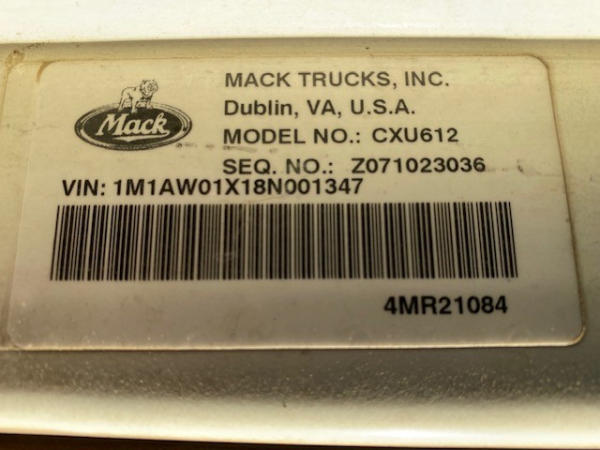 Mack
MACK TRUCKS, INC.
Dublin, VA, U.S.A.
MODEL NO.: CXU612
SEQ. NO.: Z071023036
VIN: 1M1AW01X18N001347
4MR21084